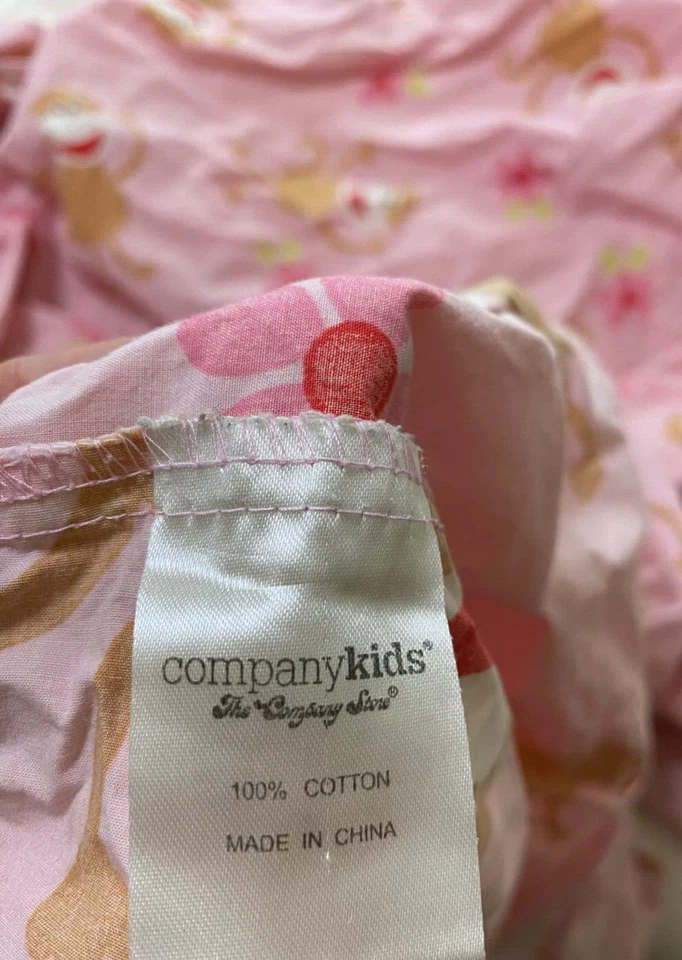 companykids®
The Company Store®
100% COTTON
MADE IN CHINA